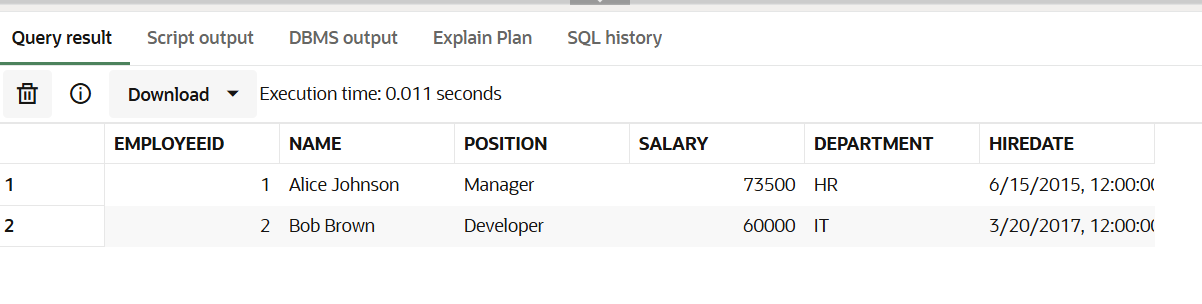 Query result Script output DBMS output Explain Plan SQL history
Download Execution time: 0.011 seconds
EMPLOYEEID NAME POSITION SALARY DEPARTMENT HIREDATE
1 1 Alice Johnson Manager 73500 HR 6/15/2015, 12:00:00
2 2 Bob Brown Developer 60000 IT 3/20/2017, 12:00:00